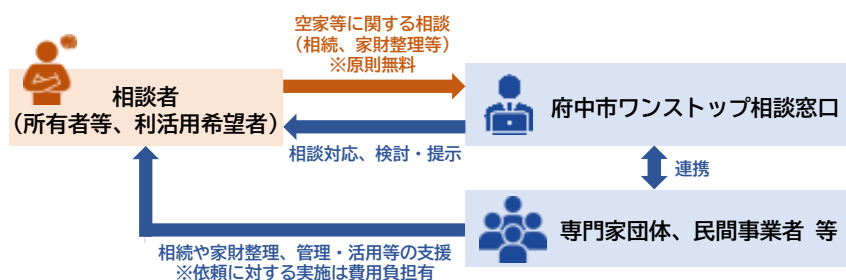 空家等に関する相談
（相続、家財整理等）
※原則無料
相談者
（所有者等、利活用希望者）
府中市ワンストップ相談窓口
相談対応、検討・提示
連携
専門家団体、民間事業者 等
相続や家財整理、管理・活用等の支援
※依頼に対する実施は費用負担有